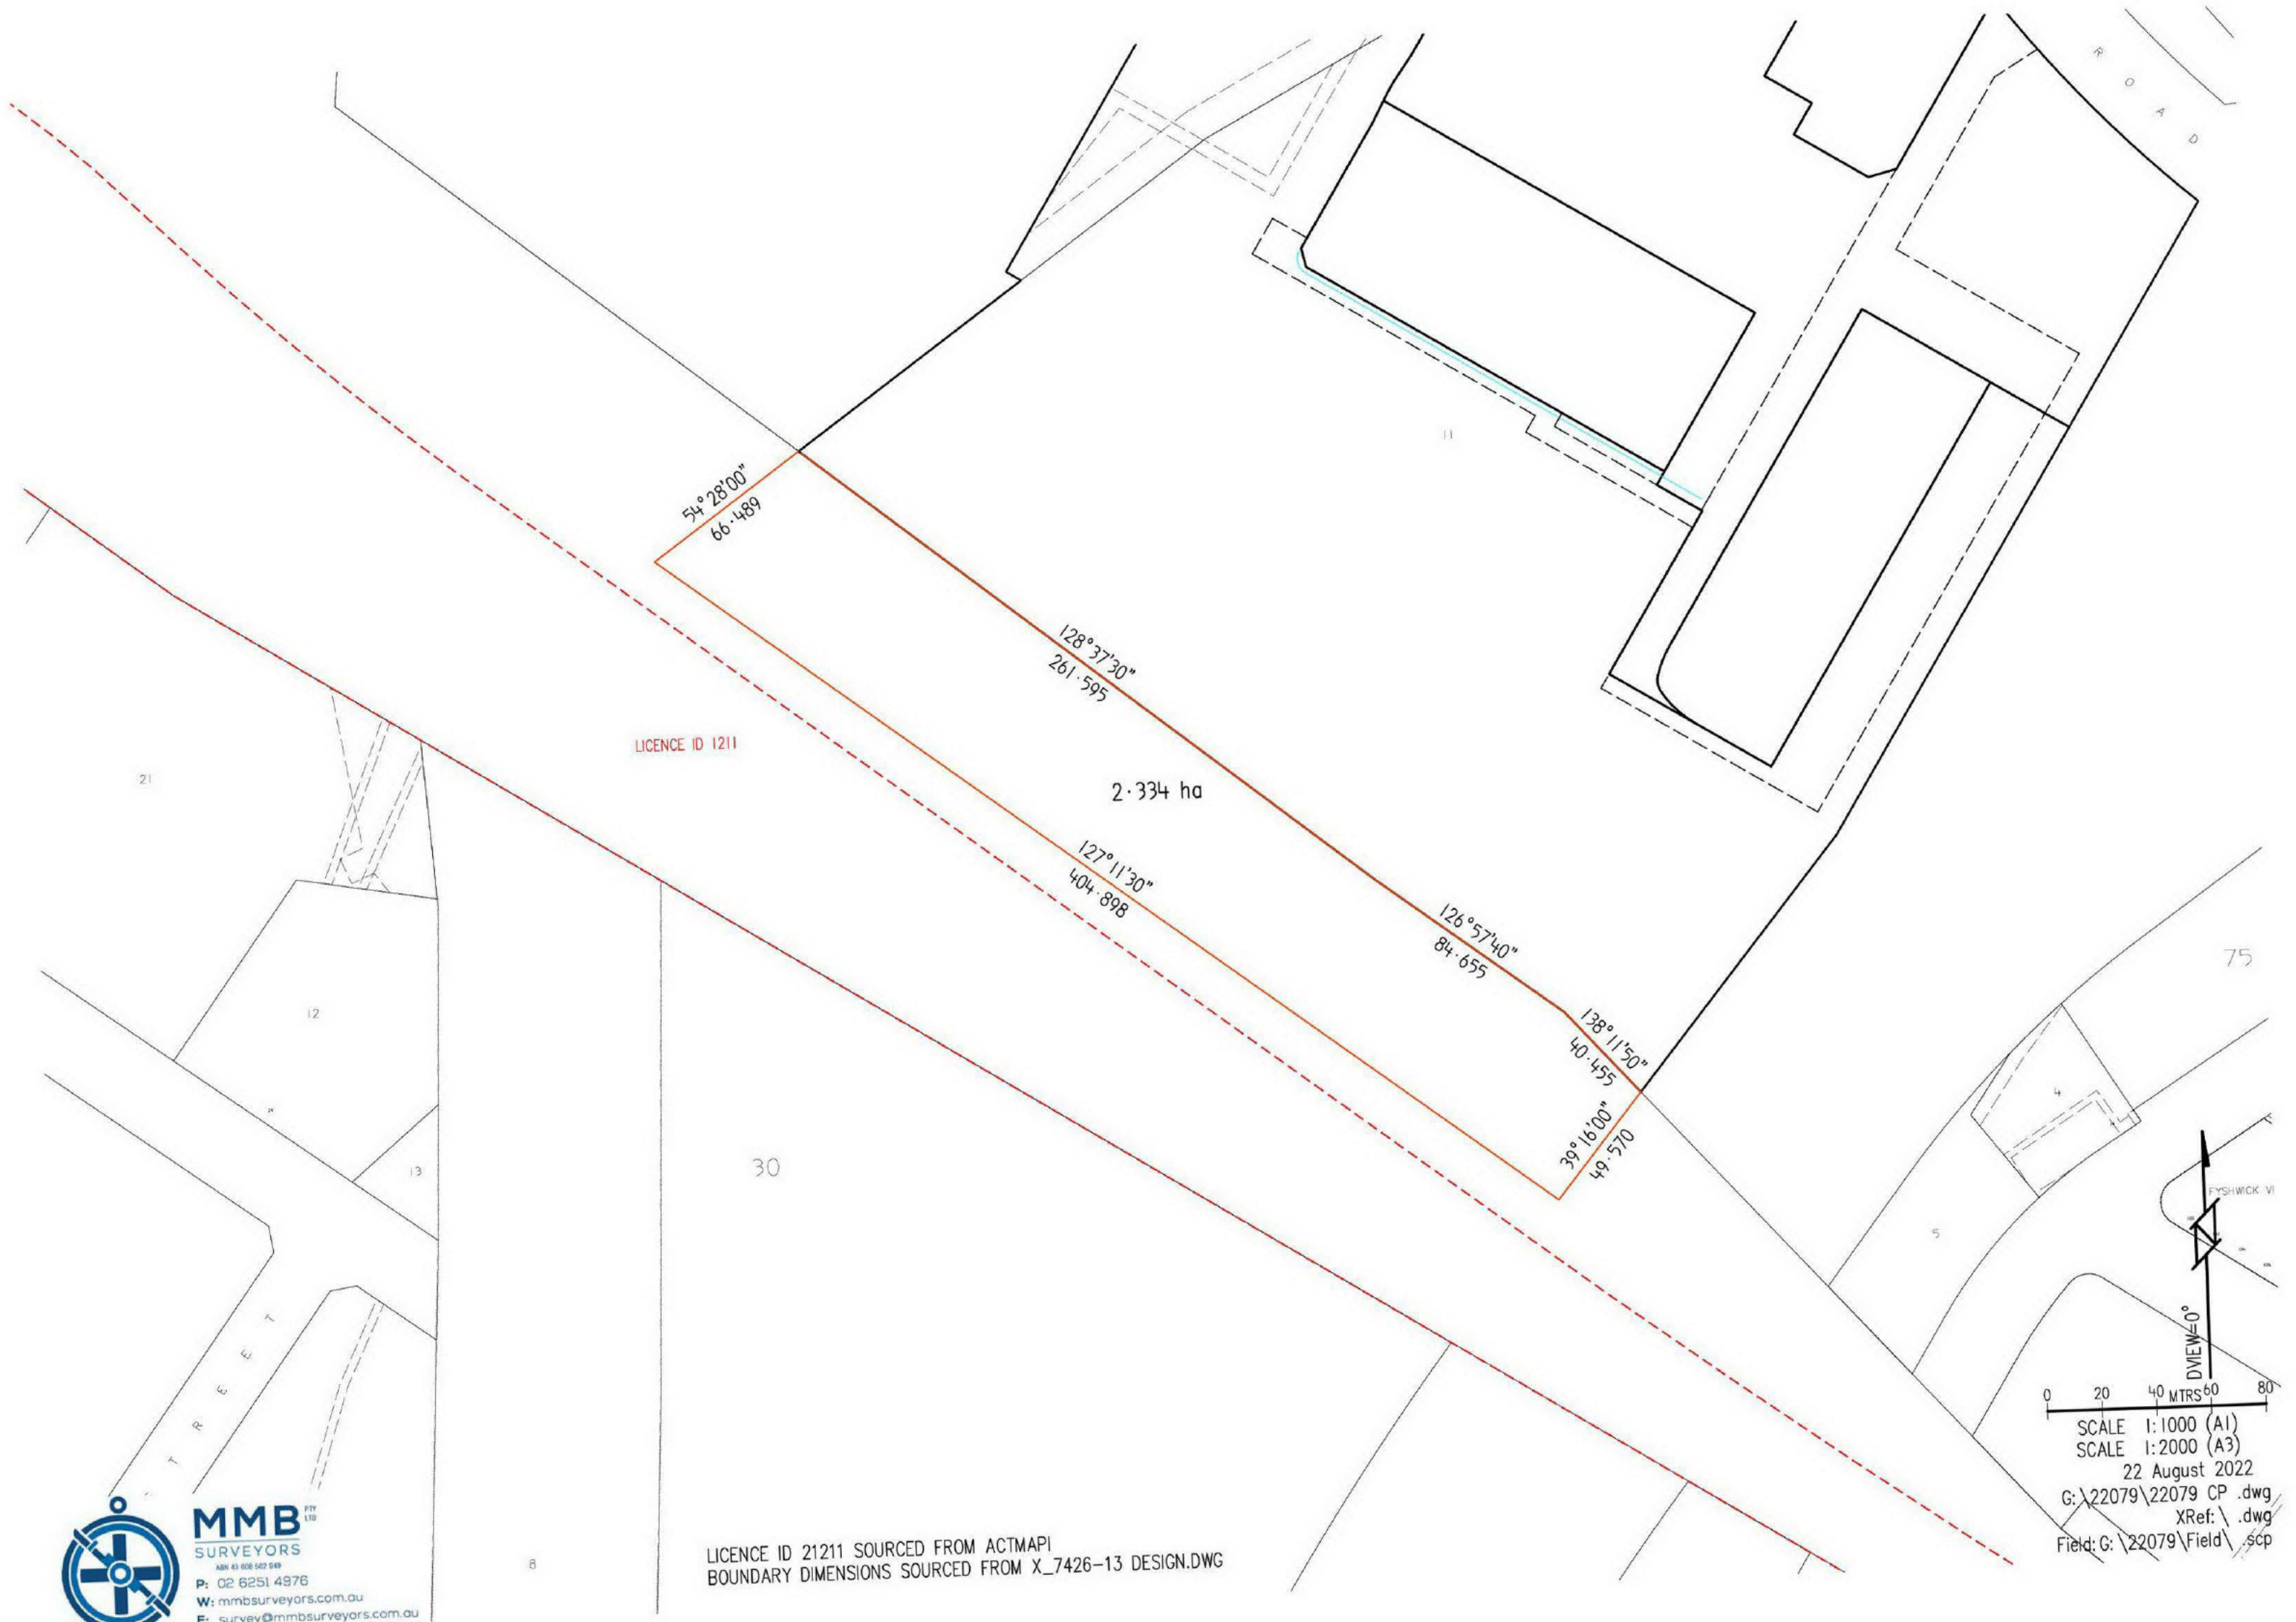 ROAD
11
54°28'00"
66·489
128°37'30"
261·595
LICENCE ID 1211
21
2·334 ha
127°11'30"
404·898
126°57'40"
84·655
75
12
138°11'50"
40·455
4
39°16'00"
49·570
13
30
FYSHWICK VI
5
STREET
DVIEW=0°
0 20 40 MTRS 60 80
SCALE 1:1000 (A1)
SCALE 1:2000 (A3)
22 August 2022
G:\22079\22079 CP .dwg
XRef: \ .dwg
Field: G: \22079\Field\ .scp
MMB PTY LTD
SURVEYORS
P: 02 6251 4976
W: mmbsurveyors.com.au
E: survey@mmbsurveyors.com.au
8
LICENCE ID 21211 SOURCED FROM ACTMAPI
BOUNDARY DIMENSIONS SOURCED FROM X_7426-13 DESIGN.DWG